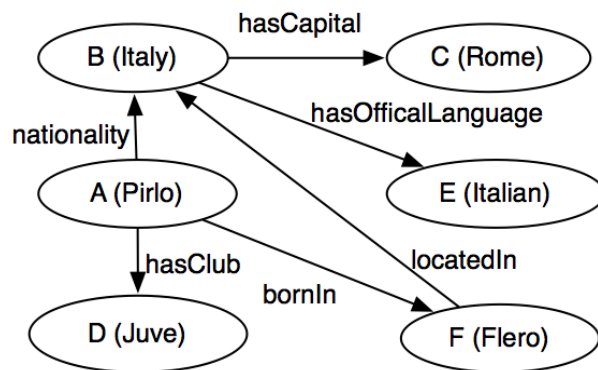 hasCapital
B (Italy)
C (Rome)
hasOfficalLanguage
nationality
A (Pirlo)
E (Italian)
hasClub
locatedIn
bornIn
D (Juve)
F (Flero)